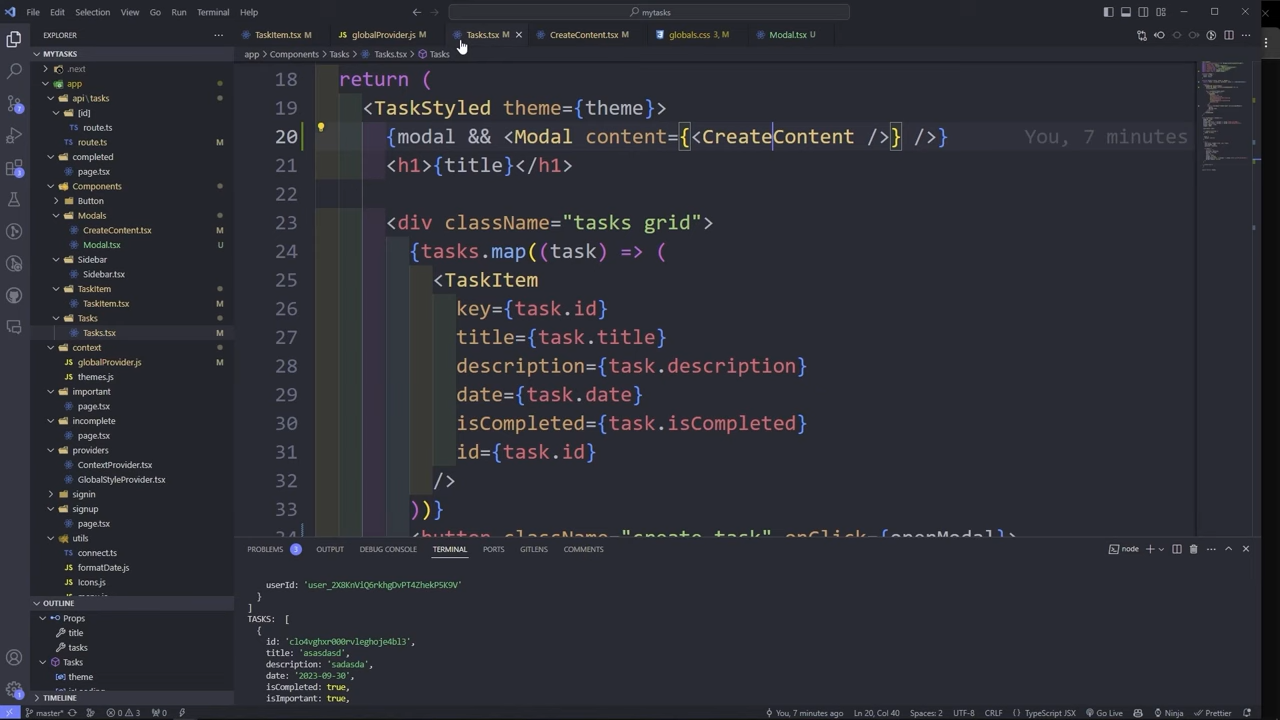 File Edit Selection View Go Run Terminal Help
mytasks
EXPLORER
TaskItem.tsx M
globalProvider.js M
Tasks.tsx M
CreateContent.tsx M
globals.css 3, M
Modal.tsx U
MYTASKS
app > Components > Tasks > Tasks.tsx > Tasks
.next
app
api\tasks
[id]
route.ts
route.ts M
completed
page.tsx
Components
Button
Modals
CreateContent.tsx M
Modal.tsx U
Sidebar
Sidebar.tsx
TaskItem
TaskItem.tsx M
Tasks
Tasks.tsx M
context
globalProvider.js M
themes.js
important
page.tsx
incomplete
page.tsx
providers
ContextProvider.tsx
GlobalStyleProvider.tsx
signin
signup
page.tsx
utils
connect.ts
formatDate.js
Icons.js
OUTLINE
Props
title
tasks
Tasks
theme
TIMELINE
18 return (
19 <TaskStyled theme={theme}>
20 {modal && <Modal content={<CreateContent />} />} You, 7 minutes
21 <h1>{title}</h1>
22
23 <div className="tasks grid">
24 {tasks.map((task) => (
25 <TaskItem
26 key={task.id}
27 title={task.title}
28 description={task.description}
29 date={task.date}
30 isCompleted={task.isCompleted}
31 id={task.id}
32 />
33 ))}
34 <button className="create-task" onClick={openModal}>
PROBLEMS 3 OUTPUT DEBUG CONSOLE TERMINAL PORTS GITLENS COMMENTS
node
userId: 'user_2X8KnViQ6rkhgDvPT4ZhekP5K9V'
}
]
TASKS: [
{
id: 'clo4vghxr000rvleghoje4bl3',
title: 'asasdasd',
description: 'sadasda',
date: '2023-09-30',
isCompleted: true,
isImportant: true,
master* 0 3 0 You, 7 minutes ago Ln 20, Col 40 Spaces: 2 UTF-8 CRLF TypeScript JSX Go Live Ninja Prettier